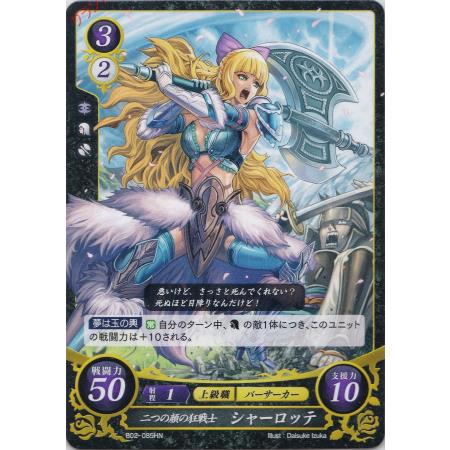 3
2
悪いけど、さっさと死んでくれない?
死ぬほど目障りなんだけど!
夢は玉の輿 常 自分のターン中、の敵1体につき、このユニット
の戦闘力は+10される。
戦闘力
50
射程 1
上級職
バーサーカー
支援力
10
二つの顔の狂戦士 シャーロッテ
B02-085HN
Illust : Daisuke Izuka